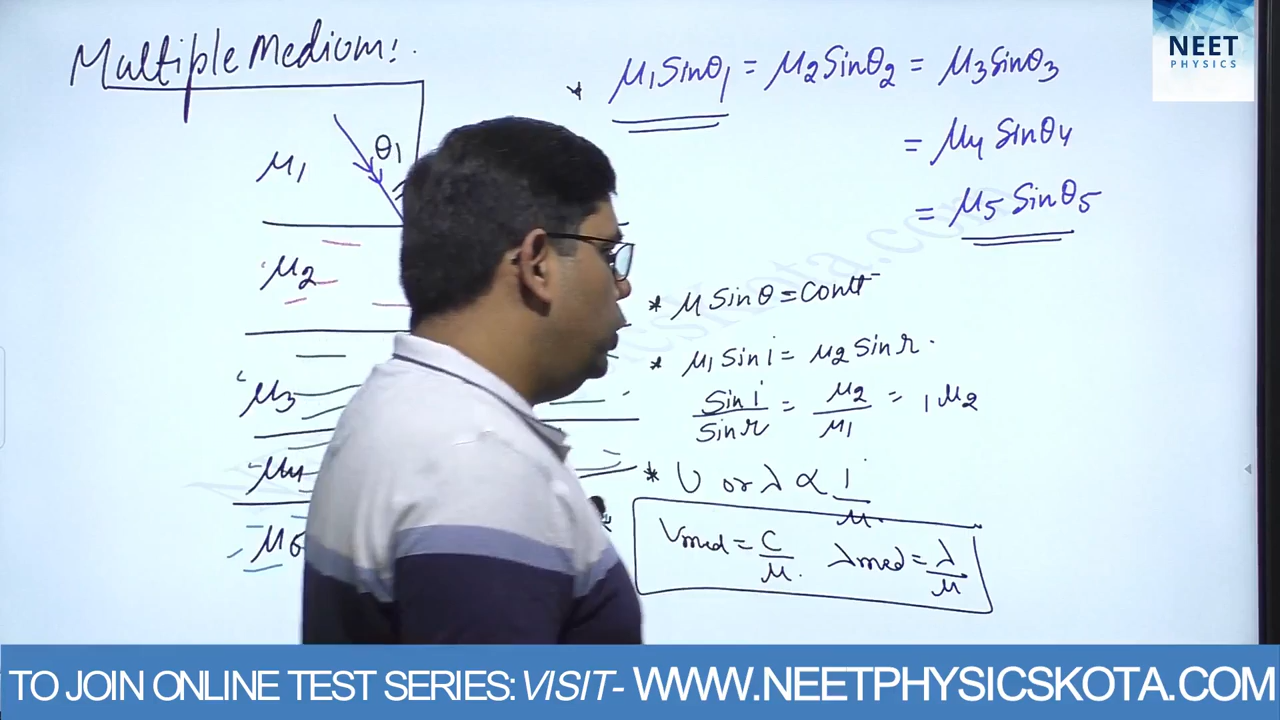 Multiple Medium:
NEET
PHYSICS
* μ1 Sinθ1 = μ2 Sinθ2 = μ3 Sinθ3
= μ4 Sinθ4
= μ5 Sinθ5
θ1
μ1
μ2
μ3
μ4
μ5
* μ Sin θ = Constt
* μ1 Sin i = μ2 Sin r.
Sin i / Sin r = μ2 / μ1 = 1μ2
* υ or λ ∝ 1/μ.
Vmed = C/μ. λmed = λ/μ
TO JOIN ONLINE TEST SERIES: VISIT- WWW.NEETPHYSICSKOTA.COM